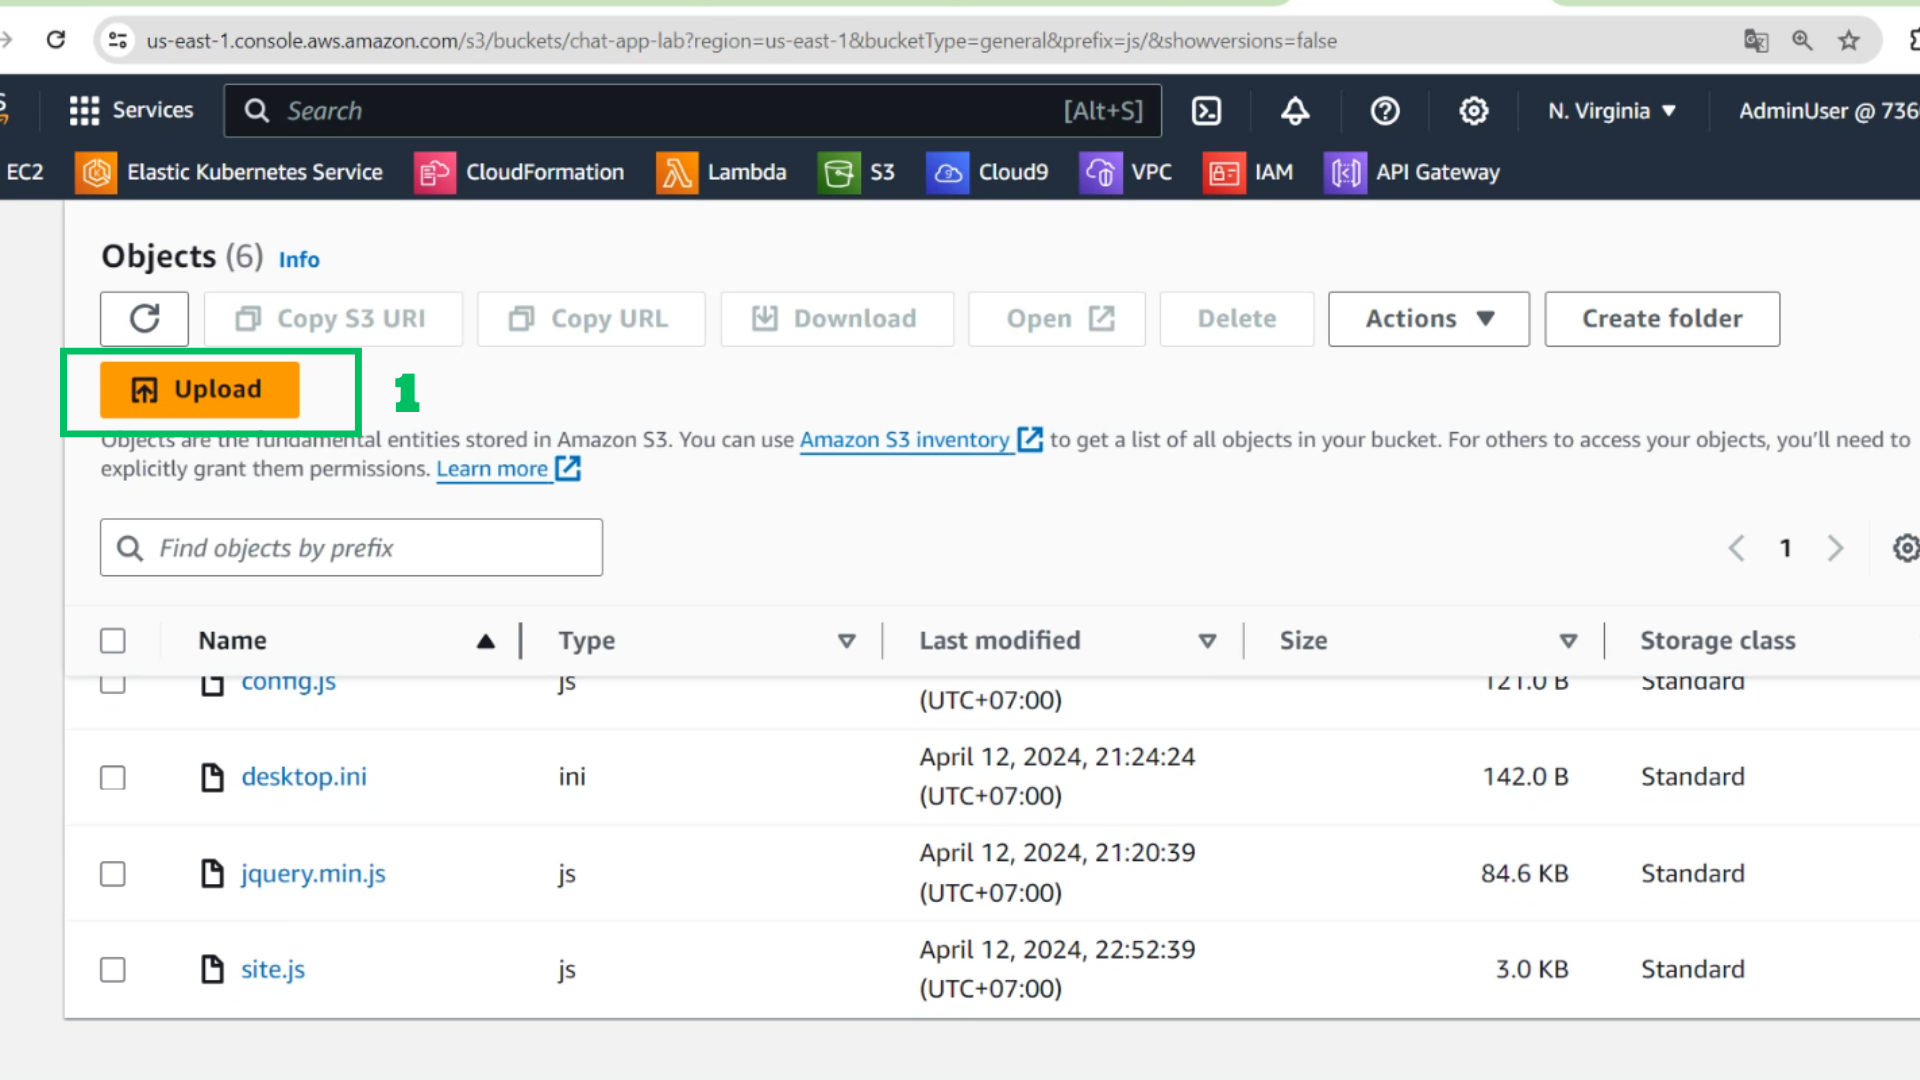 us-east-1.console.aws.amazon.com/s3/buckets/chat-app-lab?region=us-east-1&bucketType=general&prefix=js/&showversions=false
Services Search [Alt+S] N. Virginia ▼ AdminUser @ 736
EC2 Elastic Kubernetes Service CloudFormation Lambda S3 Cloud9 VPC IAM API Gateway
Objects (6) Info
Copy S3 URI Copy URL Download Open Delete Actions ▼ Create folder
Upload 1
Objects are the fundamental entities stored in Amazon S3. You can use Amazon S3 inventory to get a list of all objects in your bucket. For others to access your objects, you'll need to
explicitly grant them permissions. Learn more
Find objects by prefix 1
Name Type Last modified Size Storage class
config.js js (UTC+07:00) 121.0 B Standard
desktop.ini ini April 12, 2024, 21:24:24 142.0 B Standard
(UTC+07:00)
jquery.min.js js April 12, 2024, 21:20:39 84.6 KB Standard
(UTC+07:00)
site.js js April 12, 2024, 22:52:39 3.0 KB Standard
(UTC+07:00)